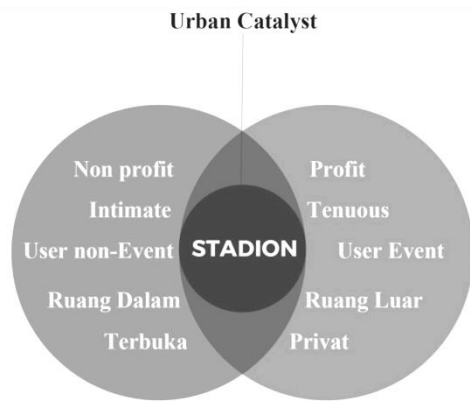 Urban Catalyst
Non profit
Profit
Intimate
Tenuous
User non-Event
STADION
User Event
Ruang Dalam
Ruang Luar
Terbuka
Privat